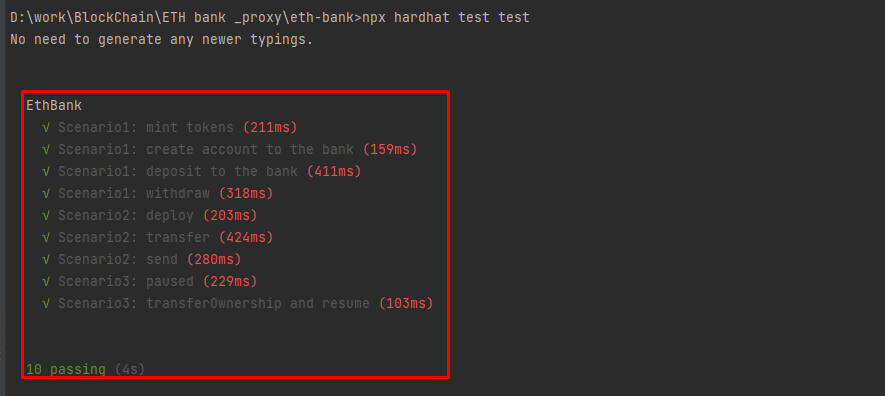 D:\work\BlockChain\ETH bank _proxy\eth-bank>npx hardhat test test
No need to generate any newer typings.
EthBank
√ Scenario1: mint tokens (211ms)
√ Scenario1: create account to the bank (159ms)
√ Scenario1: deposit to the bank (411ms)
√ Scenario1: withdraw (318ms)
√ Scenario2: deploy (203ms)
√ Scenario2: transfer (424ms)
√ Scenario2: send (280ms)
√ Scenario3: paused (229ms)
√ Scenario3: transferOwnership and resume (103ms)
10 passing (4s)